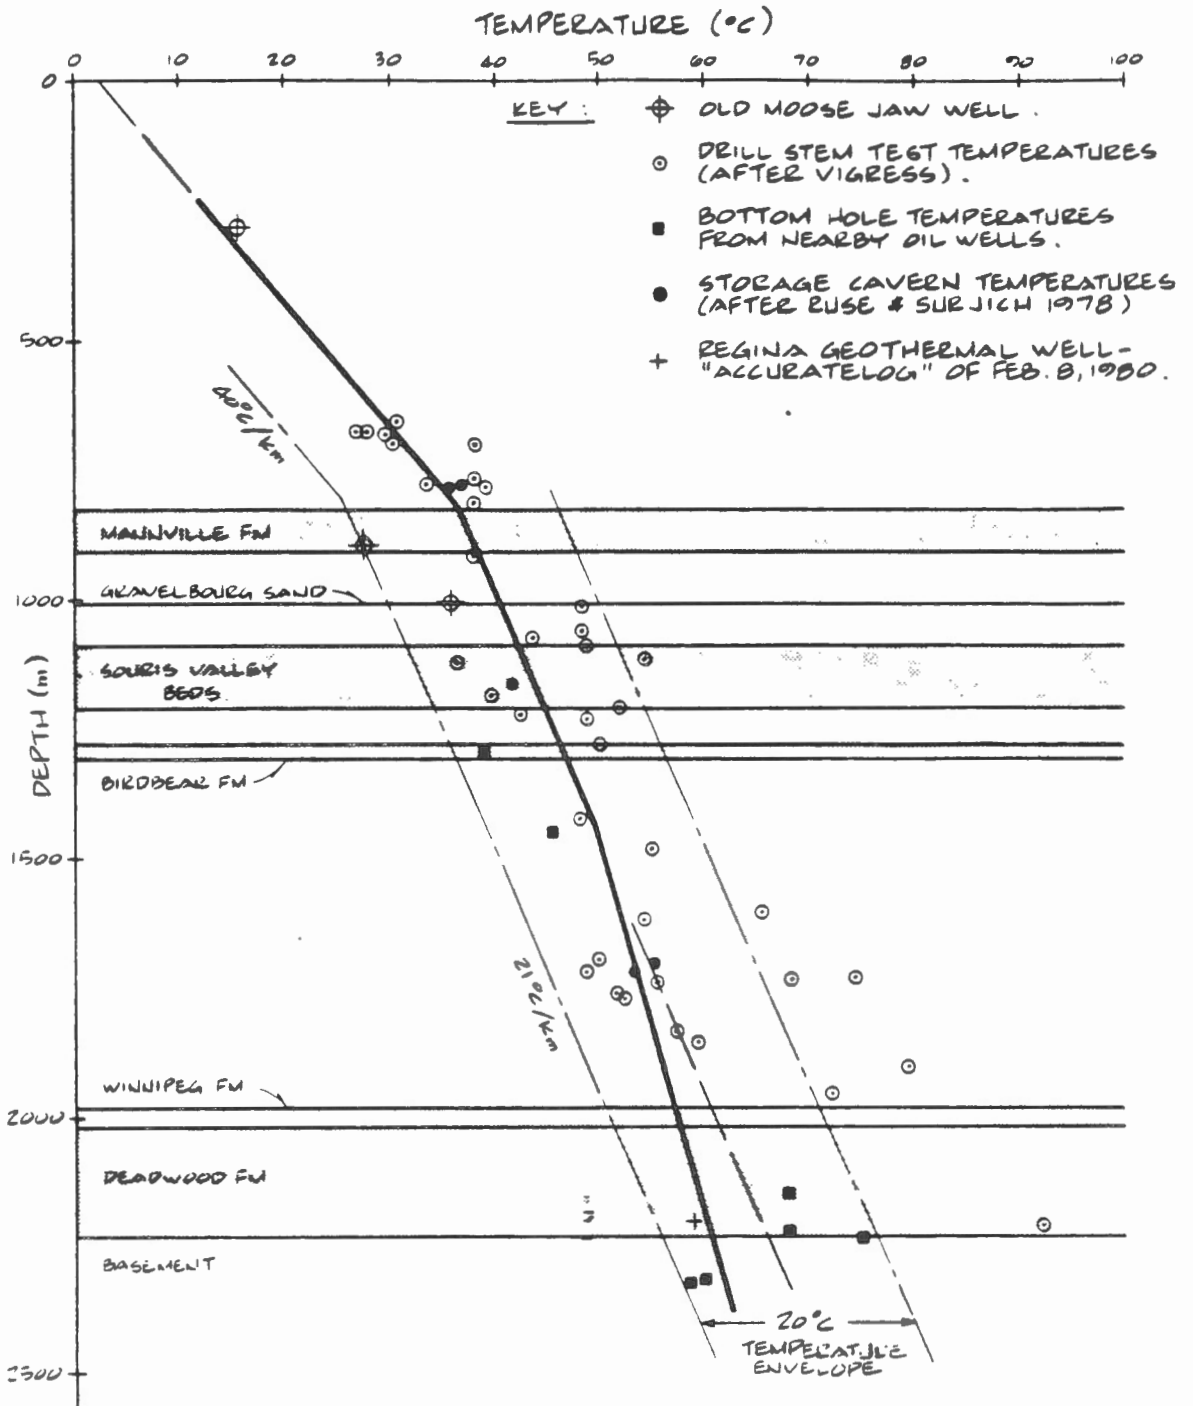 TEMPERATURE (°C)
0 10 20 30 40 50 60 70 80 90 100
0
KEY :
OLD MOOSE JAW WELL .
DRILL STEM TEST TEMPERATURES
(AFTER VIGRESS) .
BOTTOM HOLE TEMPERATURES
FROM NEARBY OIL WELLS .
STORAGE CAVERN TEMPERATURES
(AFTER RUSE & SURJICH 1978)
REGINA GEOTHERMAL WELL -
"ACCURATELOG" OF FEB. 8, 1980 .
500
40°C/km
MANNVILLE FM
GRAVELBOURG SAND
1000
SOURIS VALLEY
BEDS
DEPTH (m)
BIRDBEAR FM
1500
21°C/km
WINNIPEG FM
2000
DEADWOOD FM
BASEMENT
20°C
TEMPERATURE
ENVELOPE
2500